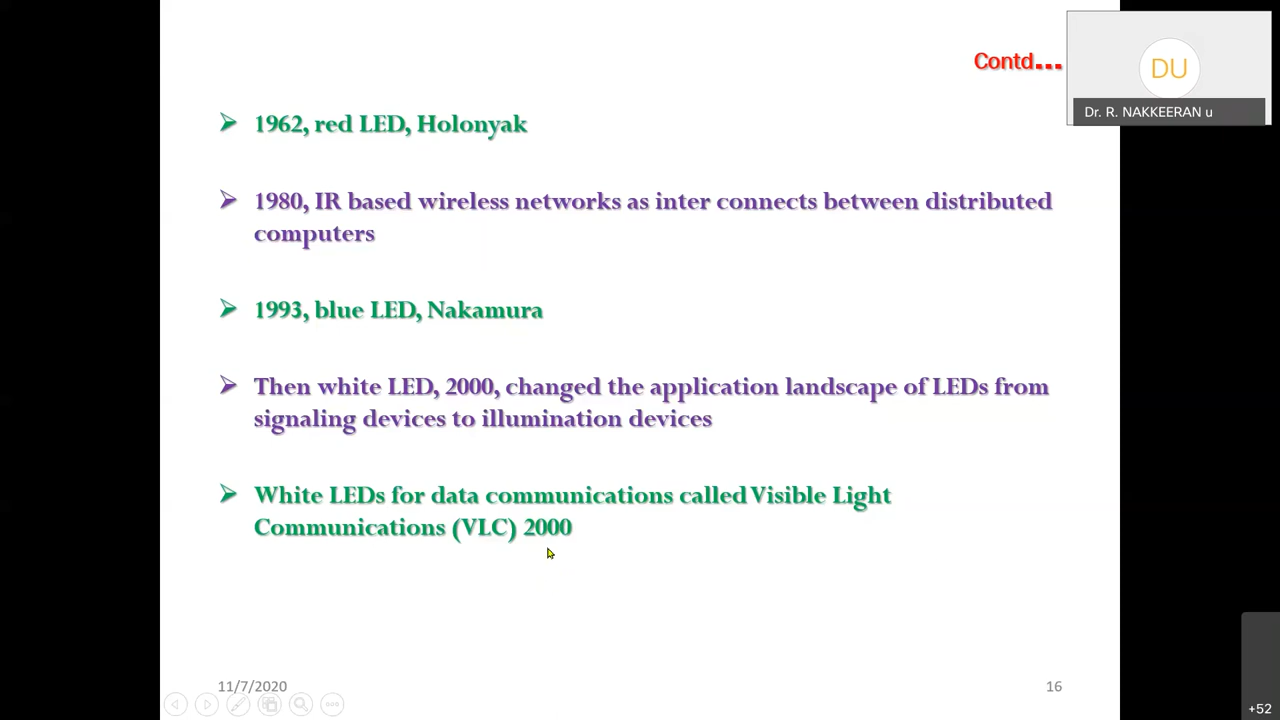 Contd...
DU
Dr. R. NAKKEERAN u
1962, red LED, Holonyak
1980, IR based wireless networks as inter connects between distributed
computers
1993, blue LED, Nakamura
Then white LED, 2000, changed the application landscape of LEDs from
signaling devices to illumination devices
White LEDs for data communications called Visible Light
Communications (VLC) 2000
11/7/2020
16
+52